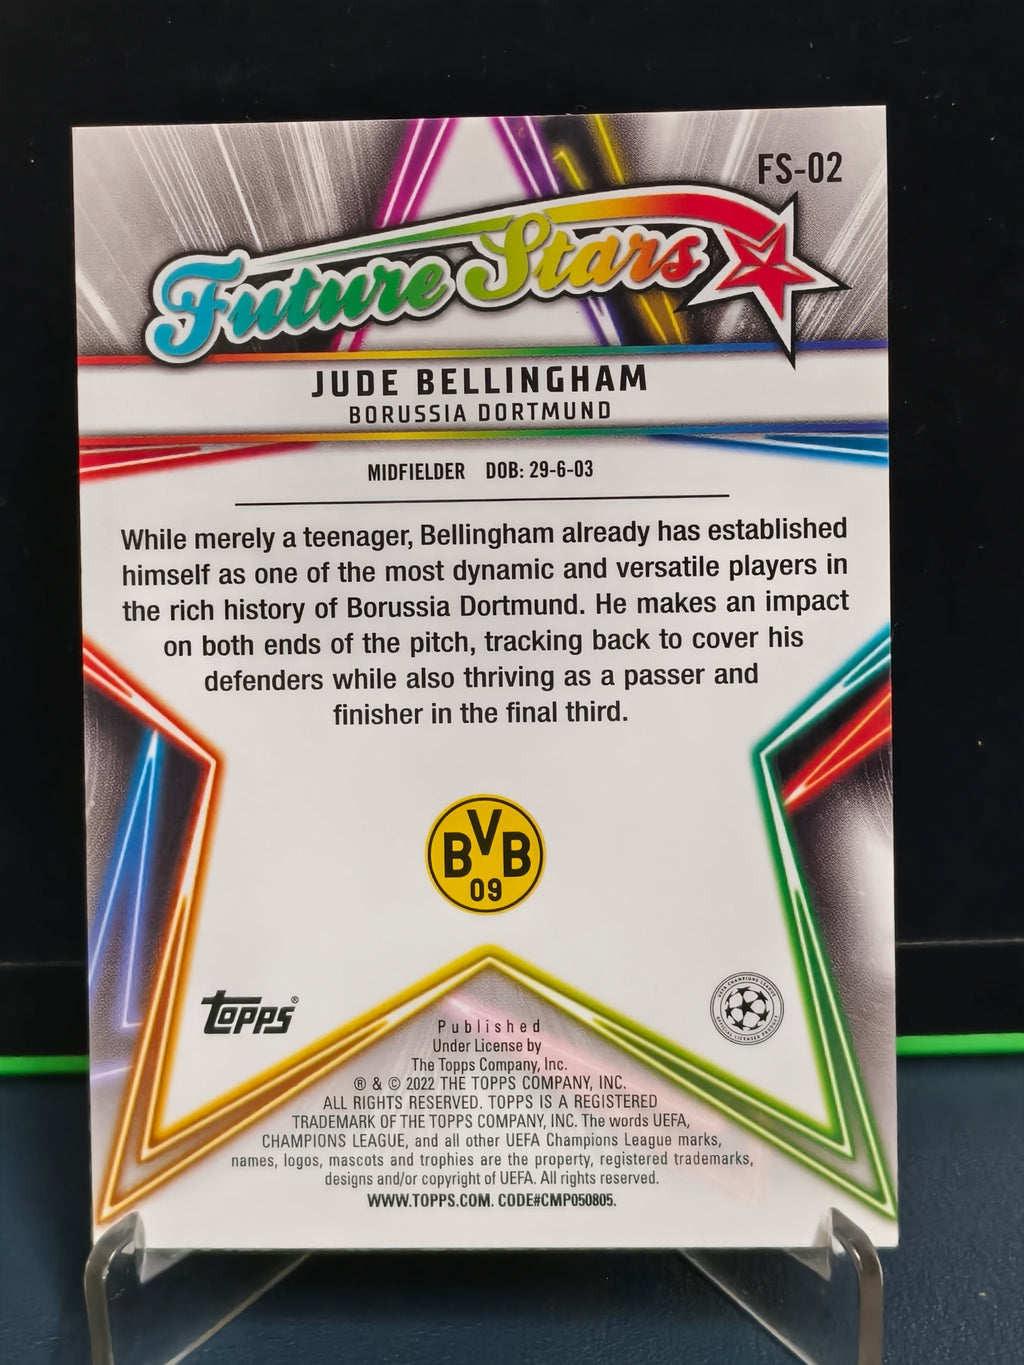 FS-02
Future Stars
JUDE BELLINGHAM
BORUSSIA DORTMUND
MIDFIELDER DOB: 29-6-03
While merely a teenager, Bellingham already has established
himself as one of the most dynamic and versatile players in
the rich history of Borussia Dortmund. He makes an impact
on both ends of the pitch, tracking back to cover his
defenders while also thriving as a passer and
finisher in the final third.
BVB
09
topps®
UEFA CHAMPIONS LEAGUE
OFFICIAL LICENSED PRODUCT
Published
Under License by
The Topps Company, Inc.
® & © 2022 THE TOPPS COMPANY, INC.
ALL RIGHTS RESERVED. TOPPS IS A REGISTERED
TRADEMARK OF THE TOPPS COMPANY, INC. The words UEFA,
CHAMPIONS LEAGUE, and all other UEFA Champions League marks,
names, logos, mascots and trophies are the property, registered trademarks,
designs and/or copyright of UEFA. All rights reserved.
WWW.TOPPS.COM. CODE#CMP050805.